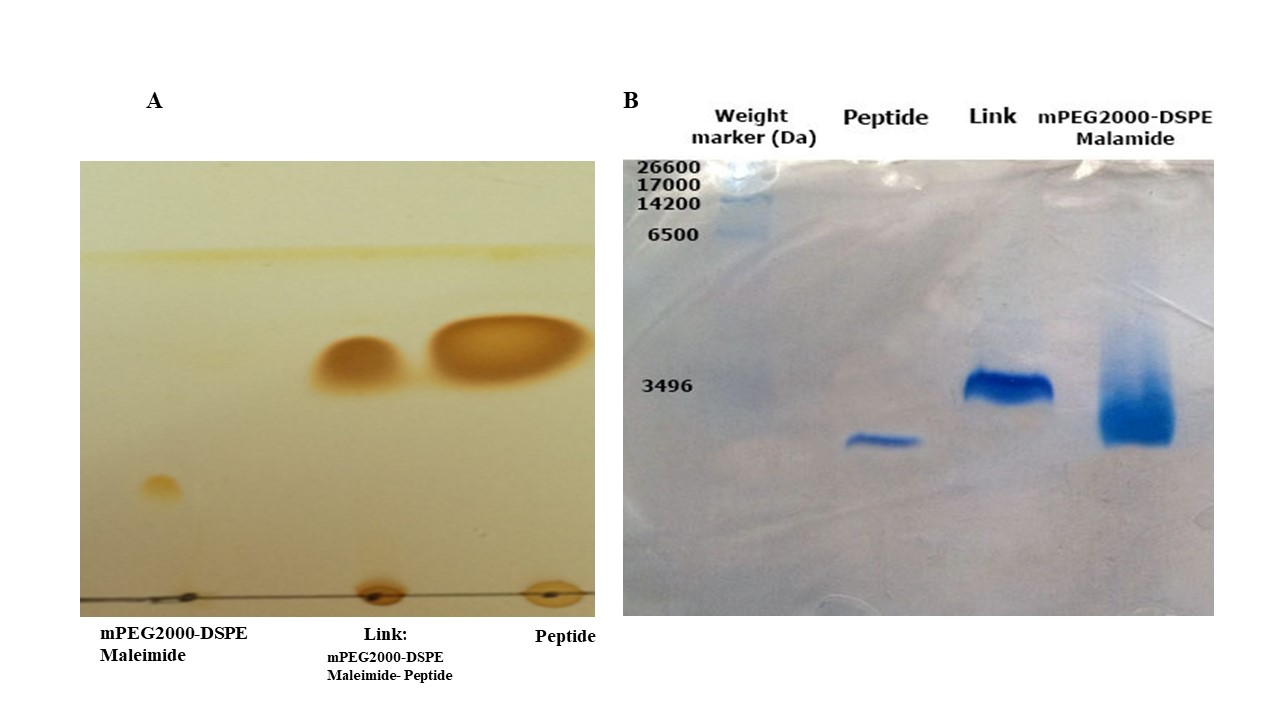 A
mPEG2000-DSPE
Maleimide
Link:
mPEG2000-DSPE
Maleimide- Peptide
Peptide
B
Weight
marker (Da)
Peptide
Link
mPEG2000-DSPE
Malamide
26600
17000
14200
6500
3496